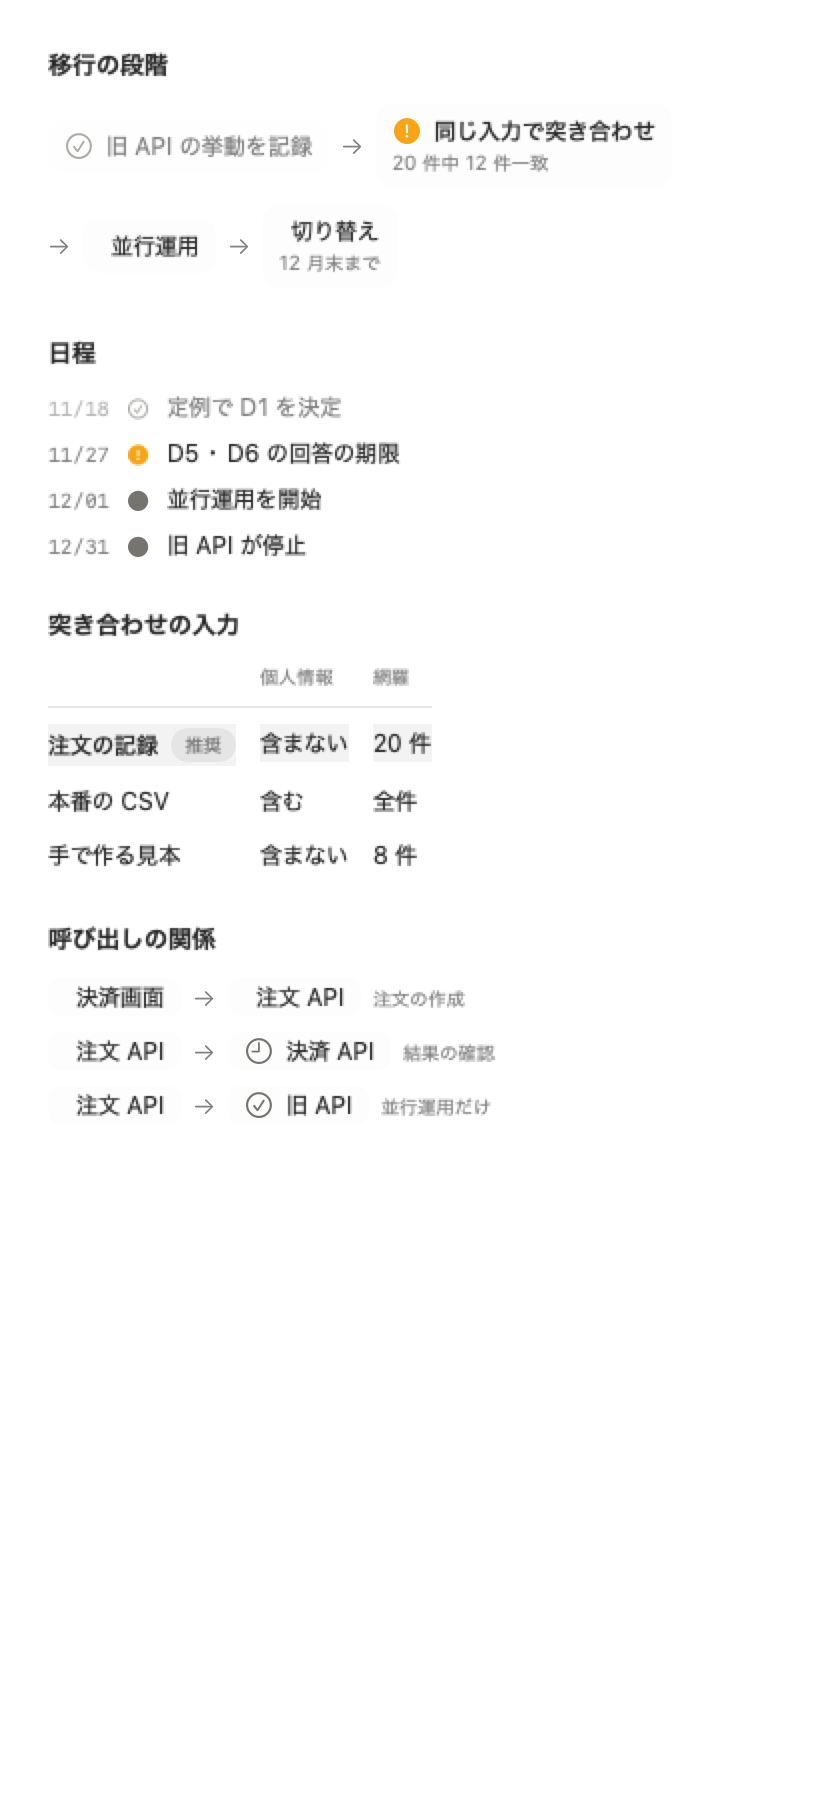 移行の段階
旧 API の挙動を記録 → 同じ入力で突き合わせ
20 件中 12 件一致
→ 並行運用 → 切り替え
12 月末まで
日程
11/18 定例で D1 を決定
11/27 D5・D6 の回答の期限
12/01 並行運用を開始
12/31 旧 API が停止
突き合わせの入力
個人情報 網羅
注文の記録 推奨 含まない 20 件
本番の CSV 含む 全件
手で作る見本 含まない 8 件
呼び出しの関係
決済画面 → 注文 API 注文の作成
注文 API → 決済 API 結果の確認
注文 API → 旧 API 並行運用だけ